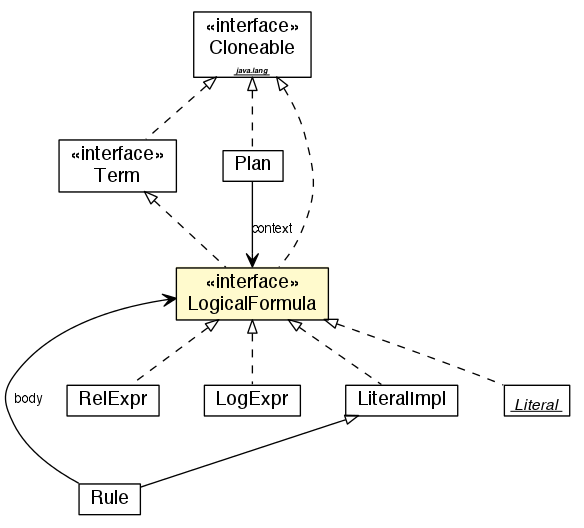 «interface»
Cloneable
java.lang
«interface»
Term
Plan
context
«interface»
LogicalFormula
body
RelExpr
LogExpr
LiteralImpl
Literal
Rule